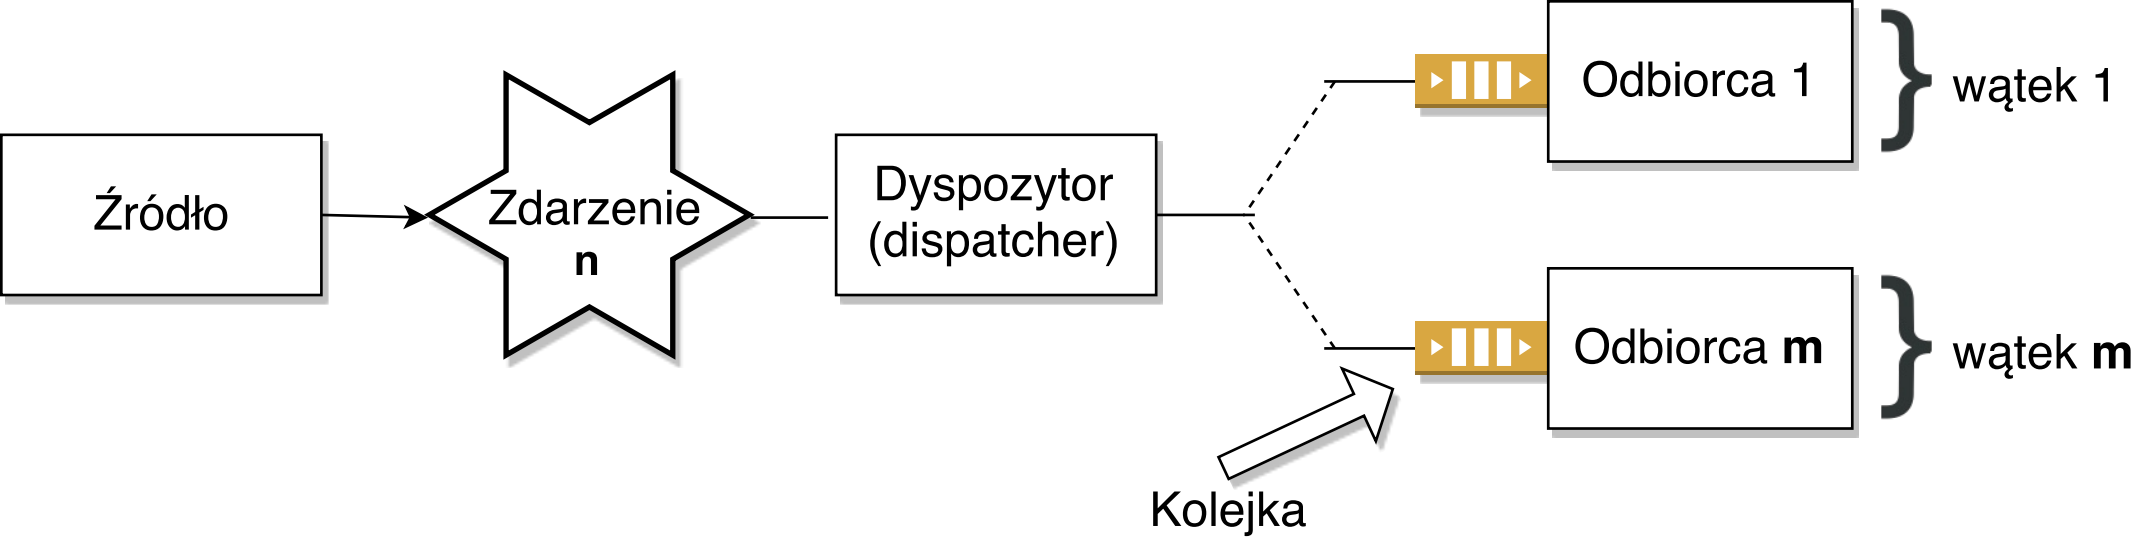 Źródło
Zdarzenie
n
Dyspozytor
(dispatcher)
Odbiorca 1
wątek 1
Odbiorca m
wątek m
Kolejka